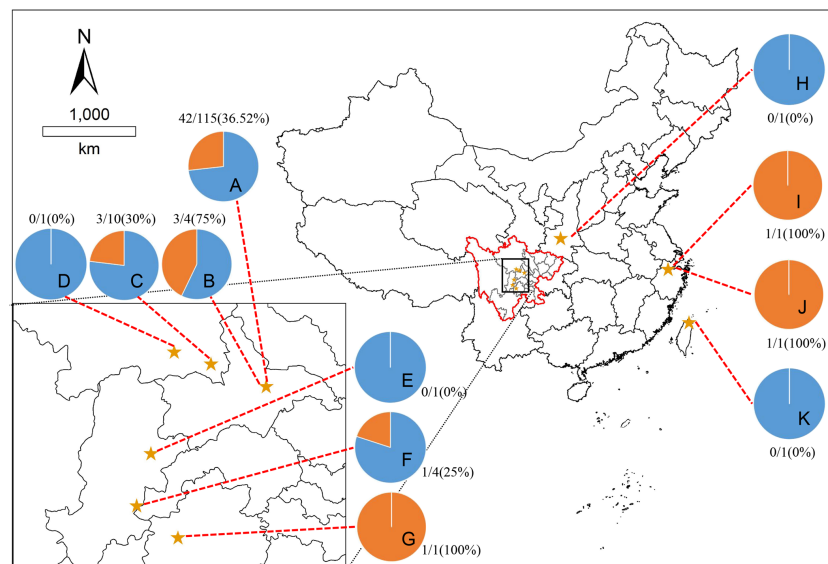 N
1,000
km
42/115(36.52%)
A
0/1(0%)
3/10(30%)
3/4(75%)
D
C
B
E
0/1(0%)
F
1/4(25%)
G
1/1(100%)
H
0/1(0%)
I
1/1(100%)
J
1/1(100%)
K
0/1(0%)